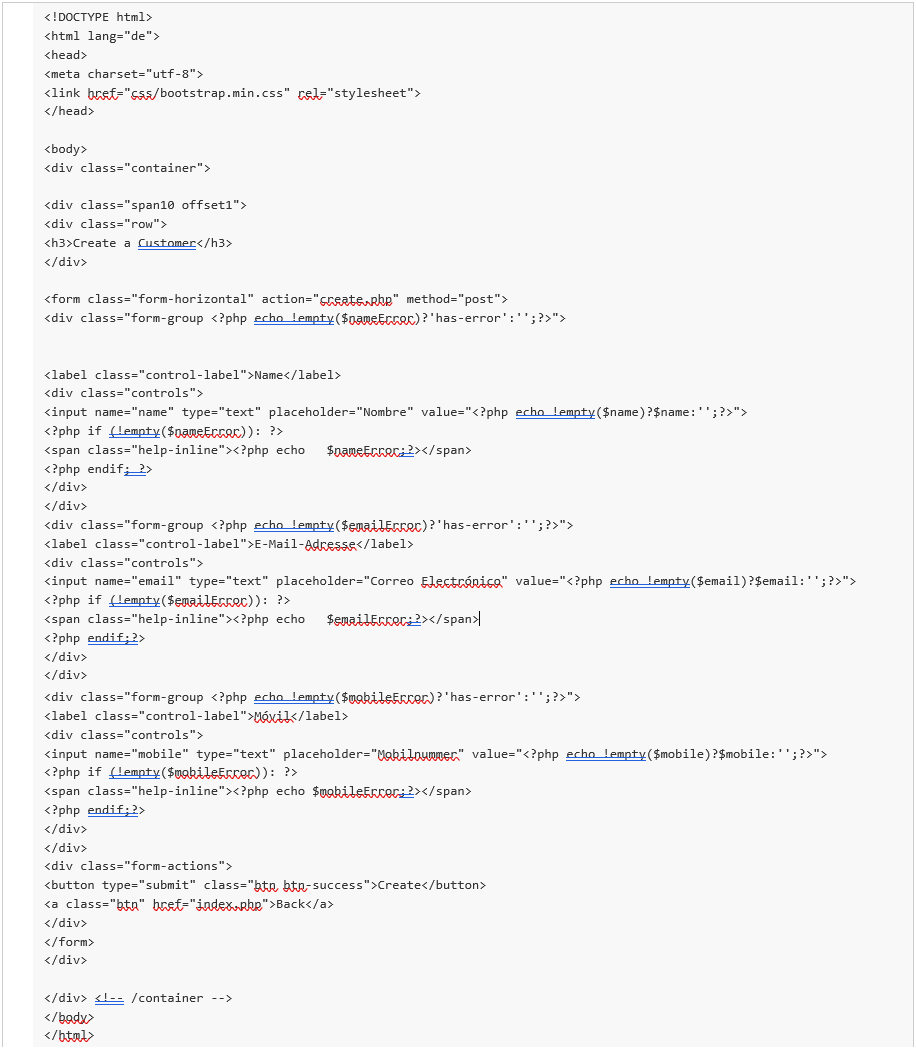 <!DOCTYPE html>
<html lang="de">
<head>
<meta charset="utf-8">
<link href="css/bootstrap.min.css" rel="stylesheet">
</head>
<body>
<div class="container">
<div class="span10 offset1">
<div class="row">
<h3>Create a Customer</h3>
</div>
<form class="form-horizontal" action="create.php" method="post">
<div class="form-group <?php echo !empty($nameError)?'has-error':'';?>">
<label class="control-label">Name</label>
<div class="controls">
<input name="name" type="text" placeholder="Nombre" value="<?php echo !empty($name)?$name:'';?>">
<?php if (!empty($nameError)): ?>
<span class="help-inline"><?php echo   $nameError;?></span>
<?php endif; ?>
</div>
</div>
<div class="form-group <?php echo !empty($emailError)?'has-error':'';?>">
<label class="control-label">E-Mail-Adresse</label>
<div class="controls">
<input name="email" type="text" placeholder="Correo Electrónico" value="<?php echo !empty($email)?$email:'';?>">
<?php if (!empty($emailError)): ?>
<span class="help-inline"><?php echo   $emailError;?></span>
<?php endif;?>
</div>
</div>
<div class="form-group <?php echo !empty($mobileError)?'has-error':'';?>">
<label class="control-label">Móvil</label>
<div class="controls">
<input name="mobile" type="text" placeholder="Mobilnummer" value="<?php echo !empty($mobile)?$mobile:'';?>">
<?php if (!empty($mobileError)): ?>
<span class="help-inline"><?php echo $mobileError;?></span>
<?php endif;?>
</div>
</div>
<div class="form-actions">
<button type="submit" class="btn btn-success">Create</button>
<a class="btn" href="index.php">Back</a>
</div>
</form>
</div>
</div> <!-- /container -->
</body>
</html>